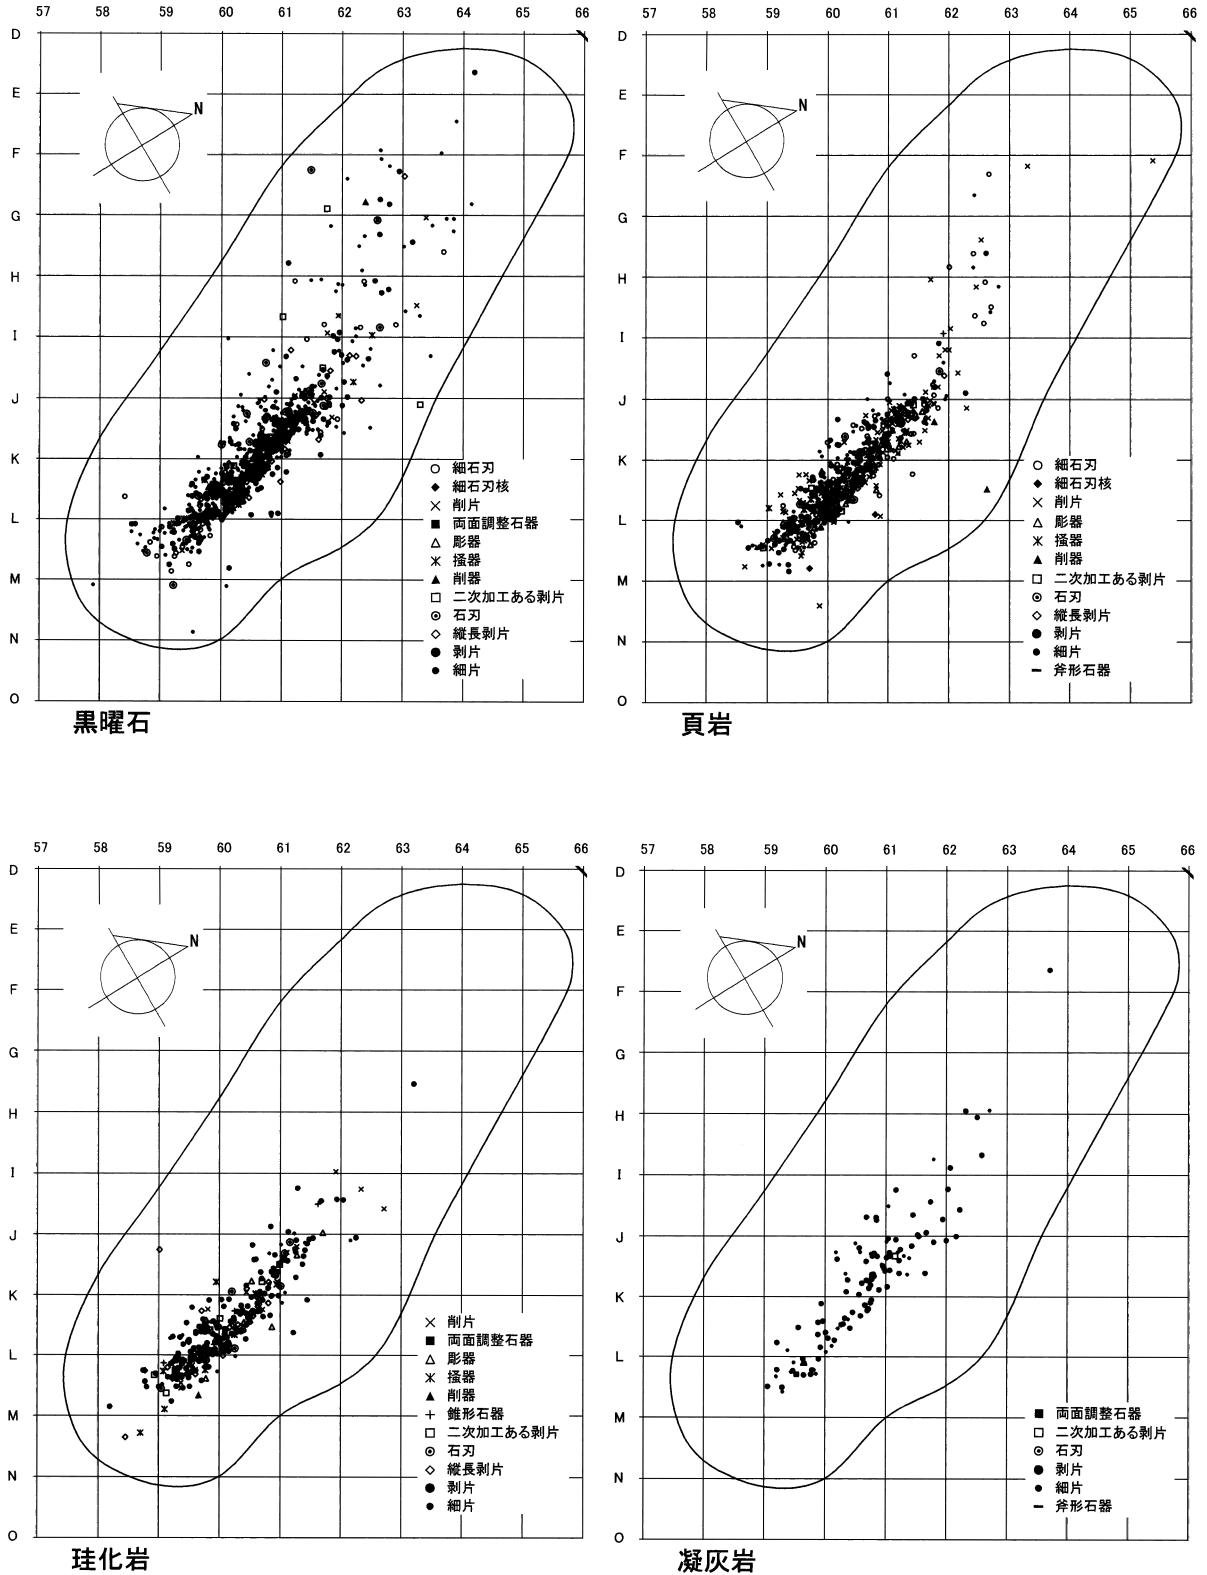 57 58 59 60 61 62 63 64 65 66
D
E
F
G
H
I
J
K
L
M
N
O
N
細石刃
細石刃核
削片
両面調整石器
彫器
掻器
削器
二次加工ある剥片
石刃
縦長剥片
剥片
細片
黒曜石
57 58 59 60 61 62 63 64 65 66
D
E
F
G
H
I
J
K
L
M
N
O
N
細石刃
細石刃核
削片
彫器
掻器
削器
二次加工ある剥片
石刃
縦長剥片
剥片
細片
斧形石器
頁岩
57 58 59 60 61 62 63 64 65 66
D
E
F
G
H
I
J
K
L
M
N
O
N
削片
両面調整石器
彫器
掻器
削器
錐形石器
二次加工ある剥片
石刃
縦長剥片
剥片
細片
珪化岩
57 58 59 60 61 62 63 64 65 66
D
E
F
G
H
I
J
K
L
M
N
O
N
両面調整石器
二次加工ある剥片
石刃
剥片
細片
斧形石器
凝灰岩